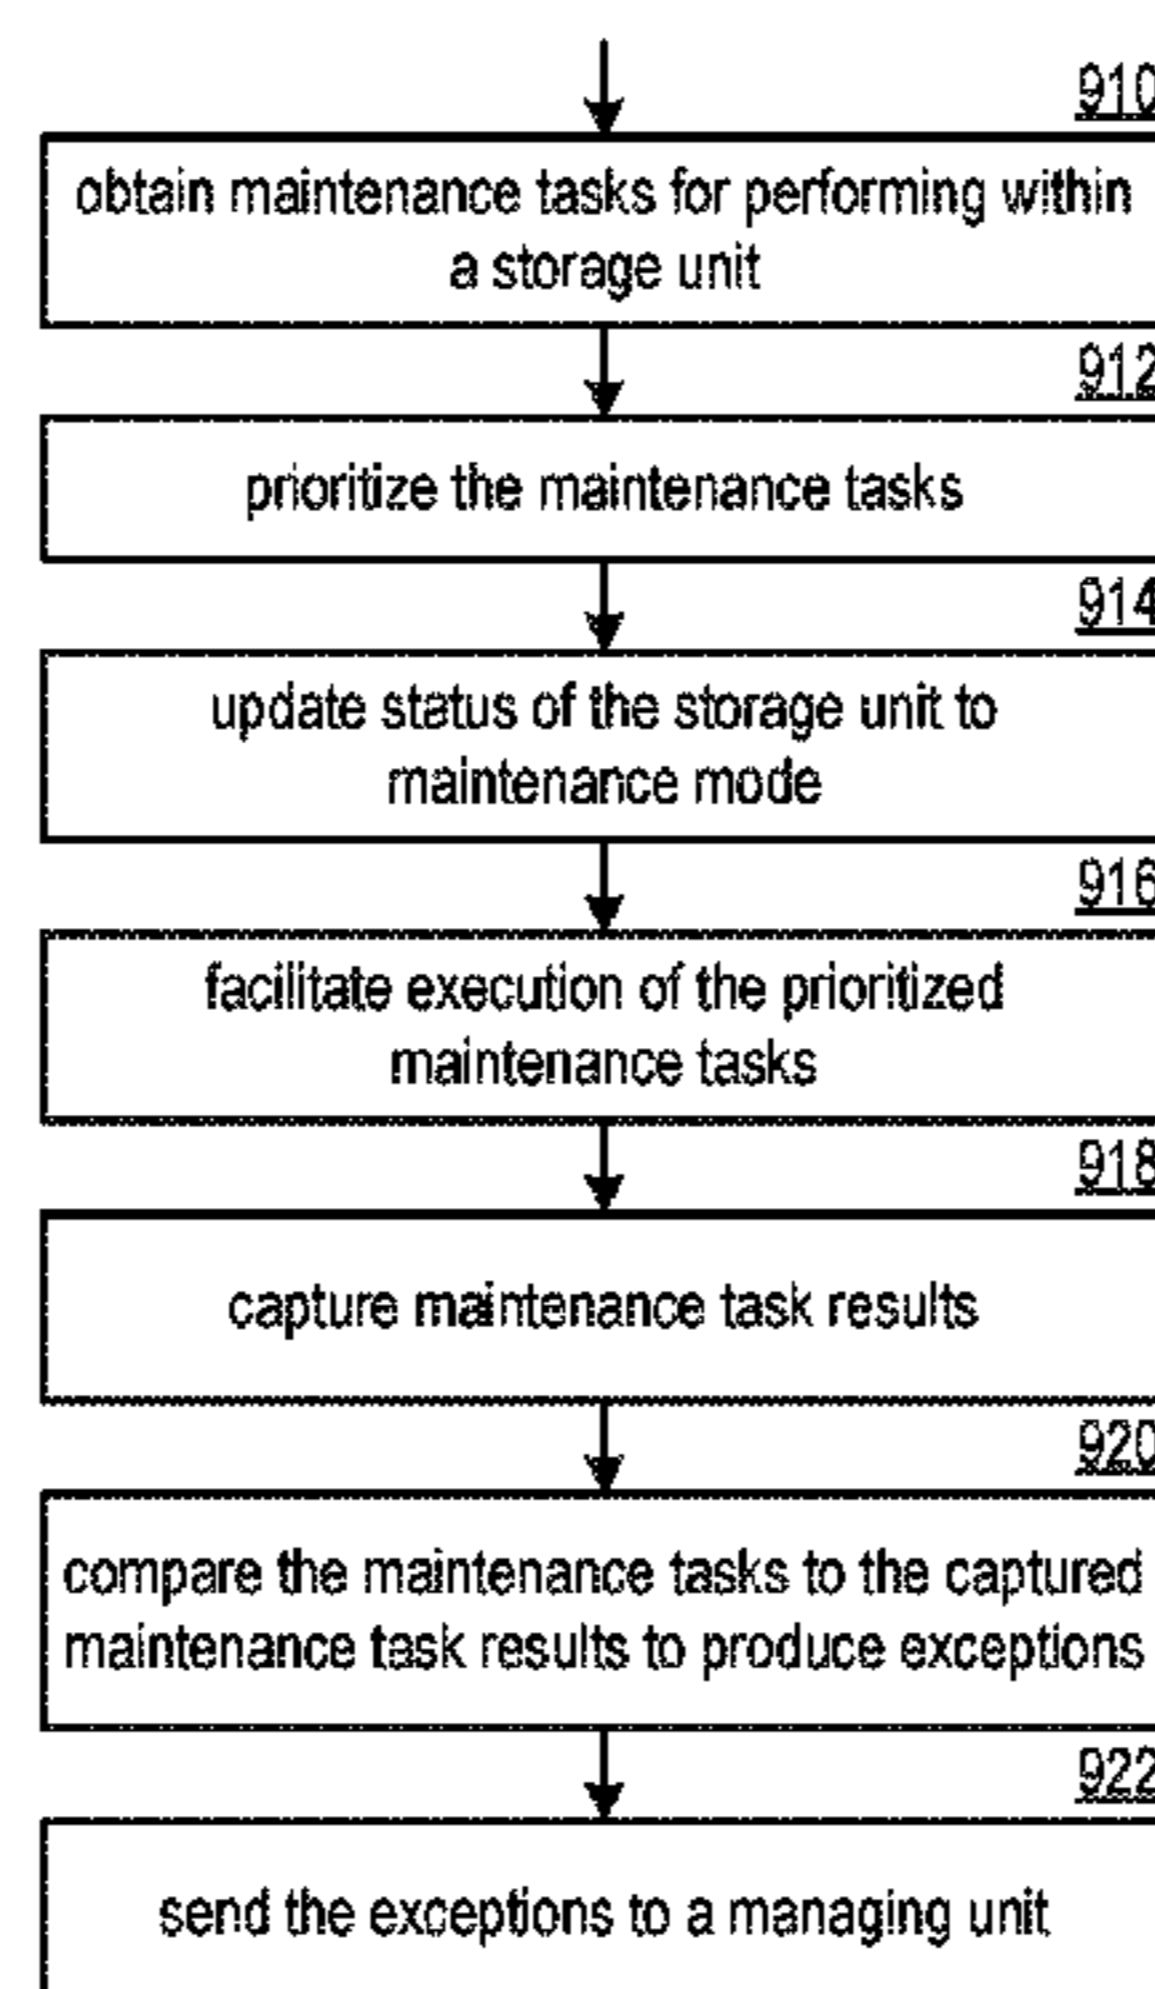 910
obtain maintenance tasks for performing within
a storage unit
912
prioritize the maintenance tasks
914
update status of the storage unit to
maintenance mode
916
facilitate execution of the prioritized
maintenance tasks
918
capture maintenance task results
920
compare the maintenance tasks to the captured
maintenance task results to produce exceptions
922
send the exceptions to a managing unit